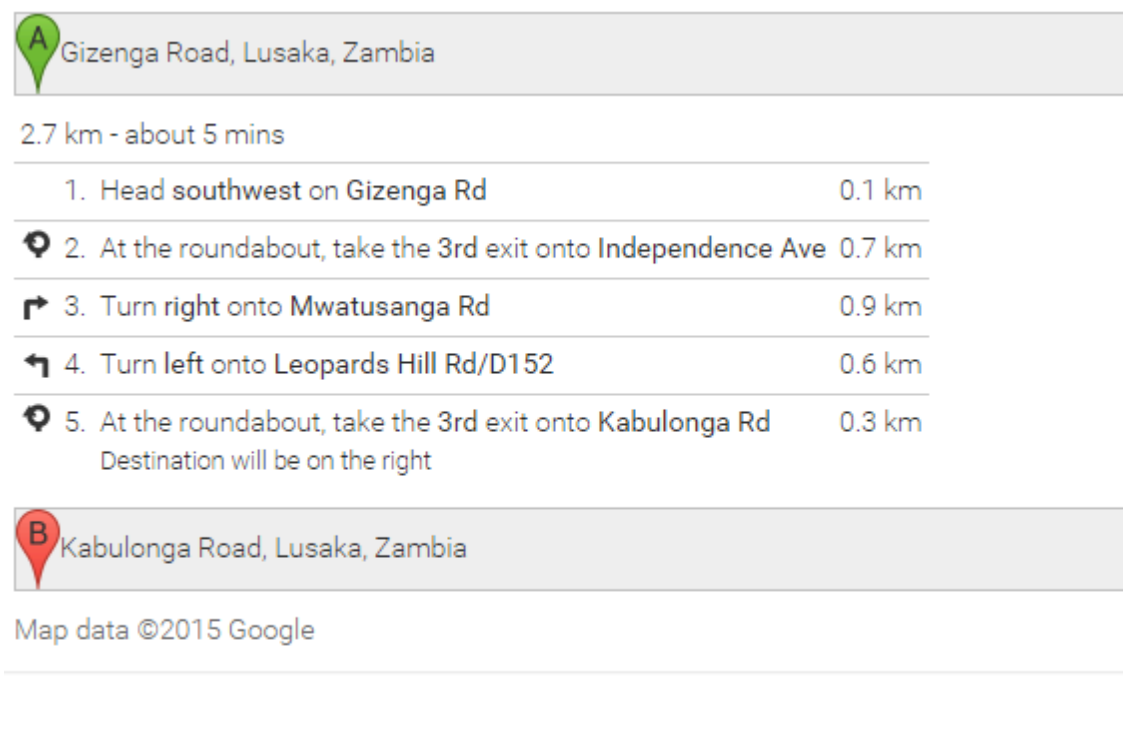 A
Gizenga Road, Lusaka, Zambia
2.7 km - about 5 mins
1. Head southwest on Gizenga Rd 0.1 km
2. At the roundabout, take the 3rd exit onto Independence Ave 0.7 km
3. Turn right onto Mwatusanga Rd 0.9 km
4. Turn left onto Leopards Hill Rd/D152 0.6 km
5. At the roundabout, take the 3rd exit onto Kabulonga Rd 0.3 km
Destination will be on the right
B
Kabulonga Road, Lusaka, Zambia
Map data ©2015 Google